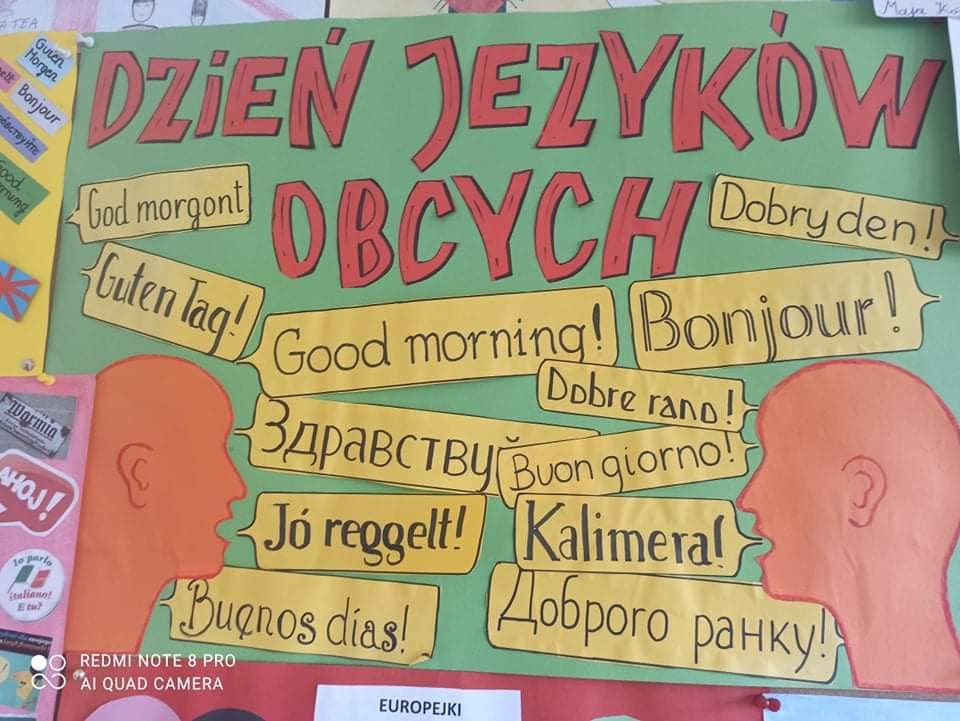 DZiEŃ JEZYKÓW
OBCYCH
God morgont
Dobry den!
Guten Tag!
Good morning!
Bonjour!
Dobre rano!
Здравствуй
Buon giorno!
Jó reggelt!
Kalimera!
Buenos días!
Доброго ранку!
Guten
Morgen
Bonjour
Good
Warmia
AHOJ!
Io parlo
italiano!
E tu?
Maja
EUROPEJKI
REDMI NOTE 8 PRO
AI QUAD CAMERA